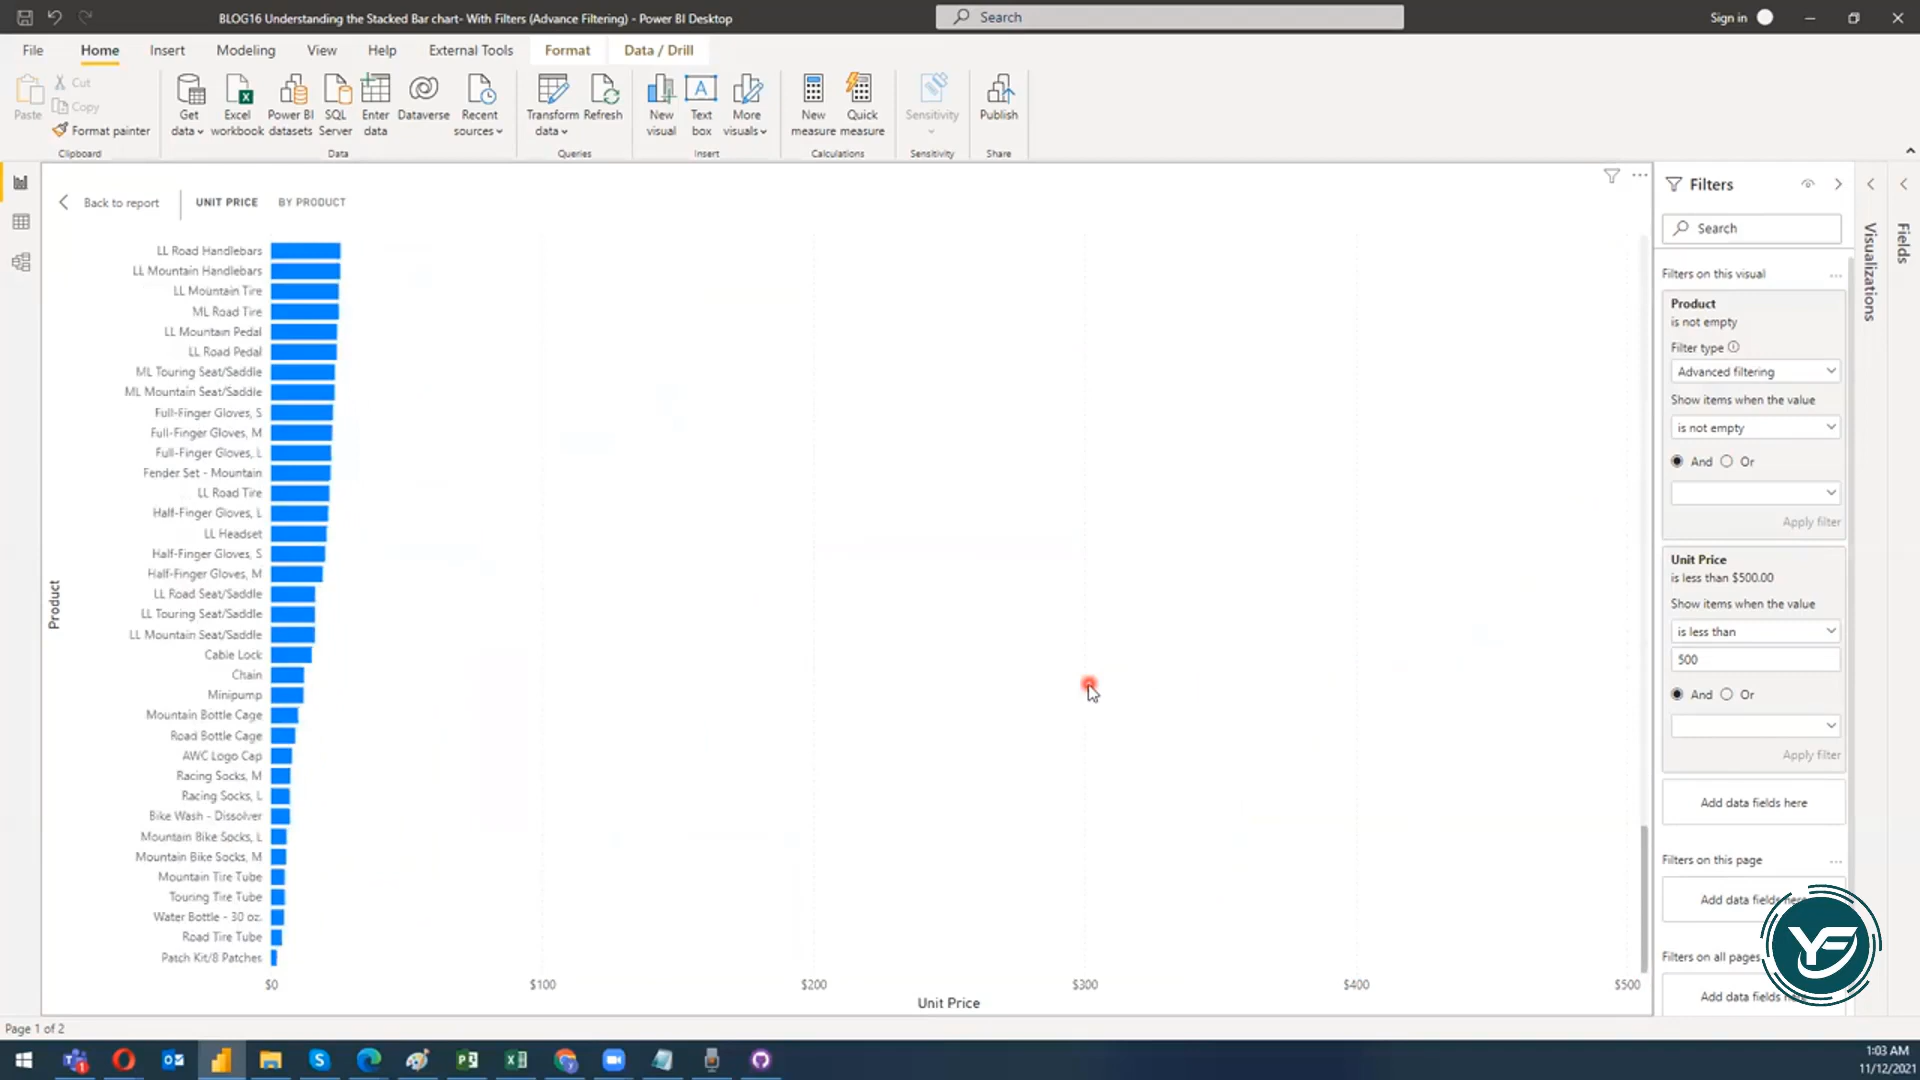 BLOG16 Understanding the Stacked Bar chart- With Filters (Advance Filtering) - Power BI Desktop
Search
Sign in
File
Home
Insert
Modeling
View
Help
External Tools
Format
Data / Drill
Paste
Cut
Copy
Format painter
Clipboard
Get data
Excel workbook
Power BI datasets
SQL Server
Enter data
Dataverse
Recent sources
Data
Transform data
Refresh
Queries
New visual
Text box
More visuals
Insert
New measure
Quick measure
Calculations
Sensitivity
Sensitivity
Publish
Share
Back to report
UNIT PRICE
BY PRODUCT
Product
LL Road Handlebars
LL Mountain Handlebars
LL Mountain Tire
ML Road Tire
LL Mountain Pedal
LL Road Pedal
ML Touring Seat/Saddle
ML Mountain Seat/Saddle
Full-Finger Gloves, S
Full-Finger Gloves, M
Full-Finger Gloves, L
Fender Set - Mountain
LL Road Tire
Half-Finger Gloves, L
LL Headset
Half-Finger Gloves, S
Half-Finger Gloves, M
LL Road Seat/Saddle
LL Touring Seat/Saddle
LL Mountain Seat/Saddle
Cable Lock
Chain
Minipump
Mountain Bottle Cage
Road Bottle Cage
AWC Logo Cap
Racing Socks, M
Racing Socks, L
Bike Wash - Dissolver
Mountain Bike Socks, L
Mountain Bike Socks, M
Mountain Tire Tube
Touring Tire Tube
Water Bottle - 30 oz.
Road Tire Tube
Patch Kit/8 Patches
$0
$100
$200
$300
$400
$500
Unit Price
Filters
Search
Filters on this visual
Product
is not empty
Filter type
Advanced filtering
Show items when the value
is not empty
And
Or
Apply filter
Unit Price
is less than $500.00
Show items when the value
is less than
500
And
Or
Apply filter
Add data fields here
Filters on this page
Add data fields here
Filters on all pages
Add data fields here
Visualizations
Fields
YF
Page 1 of 2
1:03 AM
11/12/2021